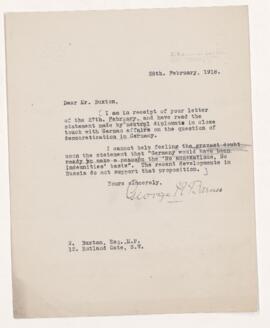 28th. February, 1918.
Dear Mr. Buxton,
I am in receipt of your letter
of the 27th. February, and have read the
statement made by neutral diplomats in close
touch with German affairs on the question of
democratisation in Germany.
I cannot help feeling the gravest doubt
upon the statement that "Germany would have been
ready to make a peace on the "No annexations, No
indemnities' basis". The recent developments in
Russia do not support that proposition.
Yours sincerely,
George N Barnes
N. Buxton, Esq., M.P.
12, Rutland Gate, S.W.